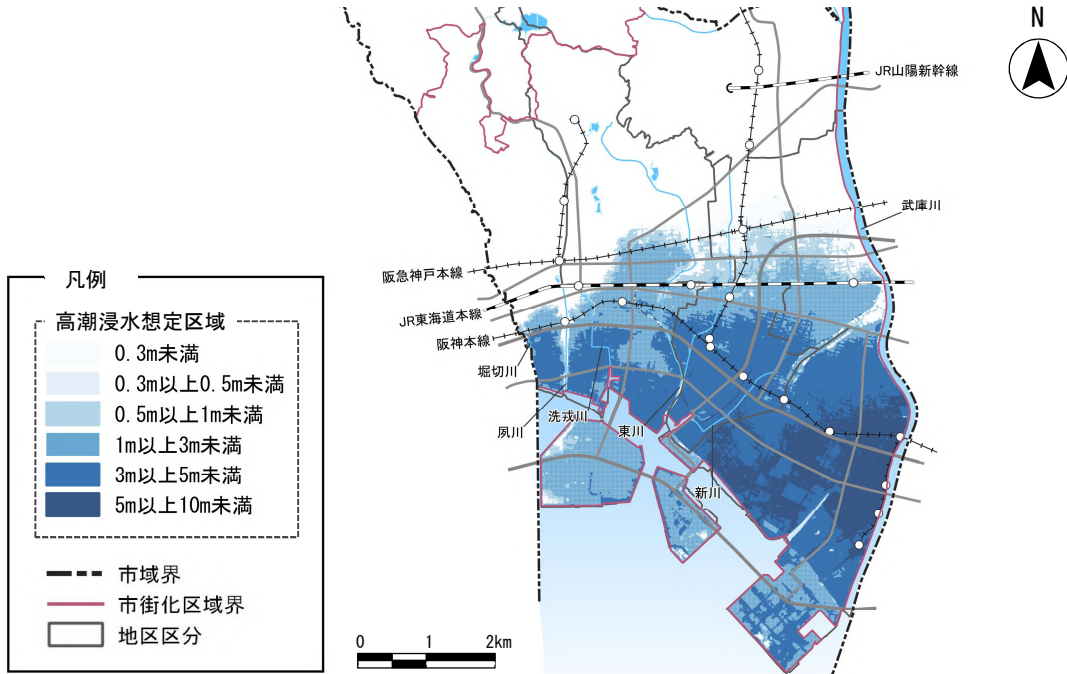 N
JR山陽新幹線
武庫川
阪急神戸本線
JR東海道本線
阪神本線
堀切川
夙川
洗戎川
東川
新川
凡例
高潮浸水想定区域
0.3m未満
0.3m以上0.5m未満
0.5m以上1m未満
1m以上3m未満
3m以上5m未満
5m以上10m未満
市域界
市街化区域界
地区区分
0 1 2km